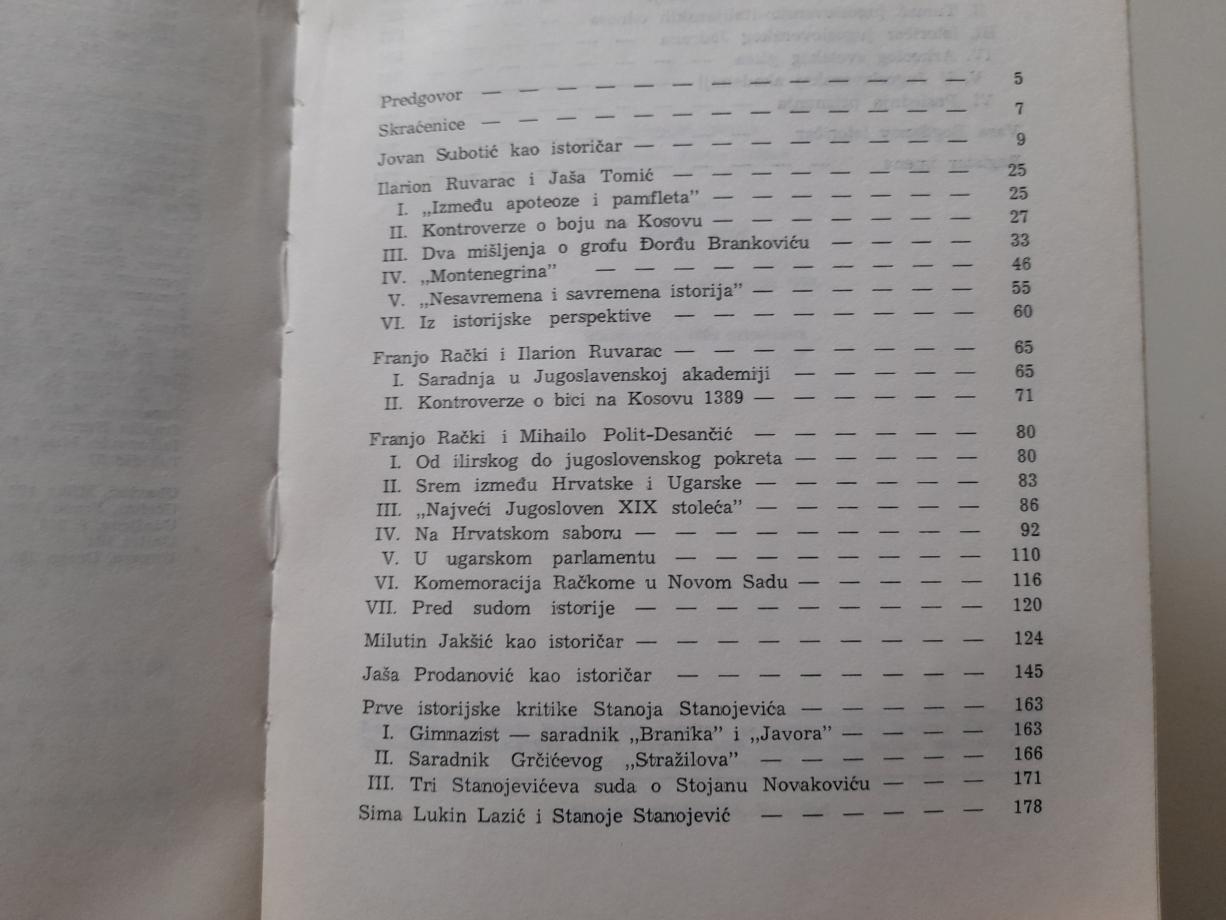 Predgovor — — — — — — — — — — — — — 5
Skraćenice — — — — — — — — — — — — — 7
Jovan Subotić kao istoričar — — — — — — — — — 9
Ilarion Ruvarac i Jaša Tomić — — — — — — — — 25
I. „Između apoteoze i pamfleta” — — — — — — — 25
II. Kontroverze o boju na Kosovu — — — — — — — 27
III. Dva mišljenja o grofu Đorđu Brankoviću — — — — 33
IV. „Montenegrina” — — — — — — — — — — 46
V. „Nesavremena i savremena istorija” — — — — — — 55
VI. Iz istorijske perspektive — — — — — — — — 60
Franjo Rački i Ilarion Ruvarac — — — — — — — — 65
I. Saradnja u Jugoslavenskoj akademiji — — — — — 65
II. Kontroverze o bici na Kosovu 1389 — — — — — — 71
Franjo Rački i Mihailo Polit-Desančić — — — — — — 80
I. Od ilirskog do jugoslovenskog pokreta — — — — — 80
II. Srem između Hrvatske i Ugarske — — — — — — 83
III. „Najveći Jugosloven XIX stoleća” — — — — — — 86
IV. Na Hrvatskom saboru — — — — — — — — — 92
V. U ugarskom parlamentu — — — — — — — — 110
VI. Komemoracija Račkome u Novom Sadu — — — — — 116
VII. Pred sudom istorije — — — — — — — — — 120
Milutin Jakšić kao istoričar — — — — — — — — — 124
Jaša Prodanović kao istoričar — — — — — — — — 145
Prve istorijske kritike Stanoja Stanojevića — — — — — 163
I. Gimnazist — saradnik „Branika” i „Javora” — — — — 163
II. Saradnik Grčićevog „Stražilova” — — — — — — 166
III. Tri Stanojevićeva suda o Stojanu Novakoviću — — — 171
Sima Lukin Lazić i Stanoje Stanojević — — — — — — 178